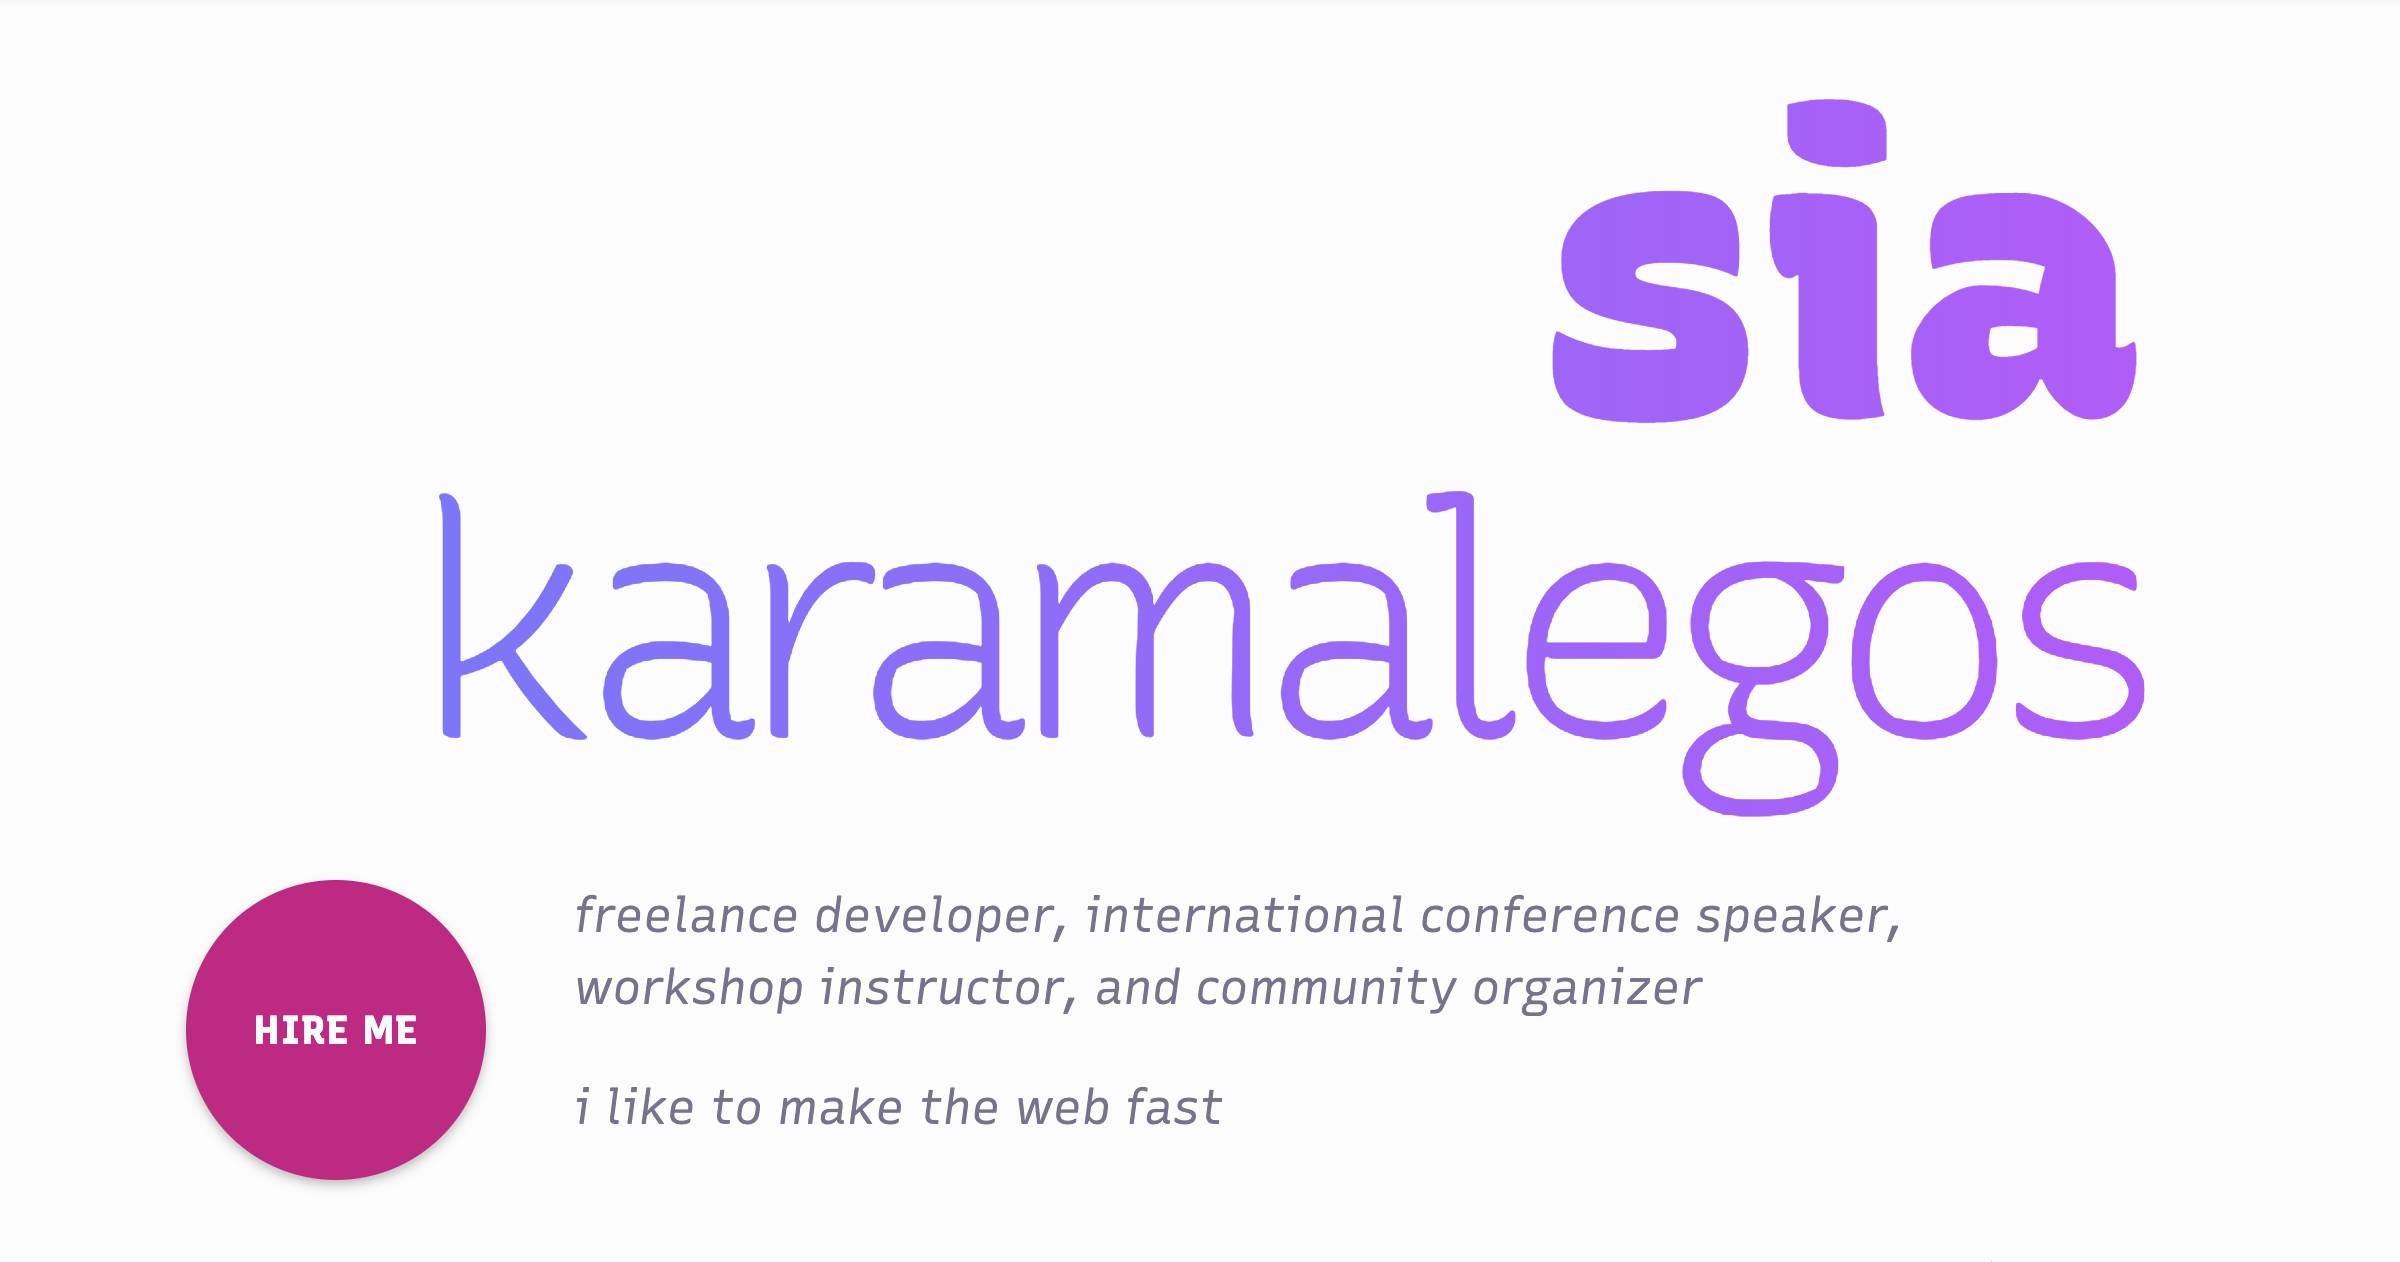 sia
karamalegos
HIRE ME
freelance developer, international conference speaker,
workshop instructor, and community organizer
i like to make the web fast